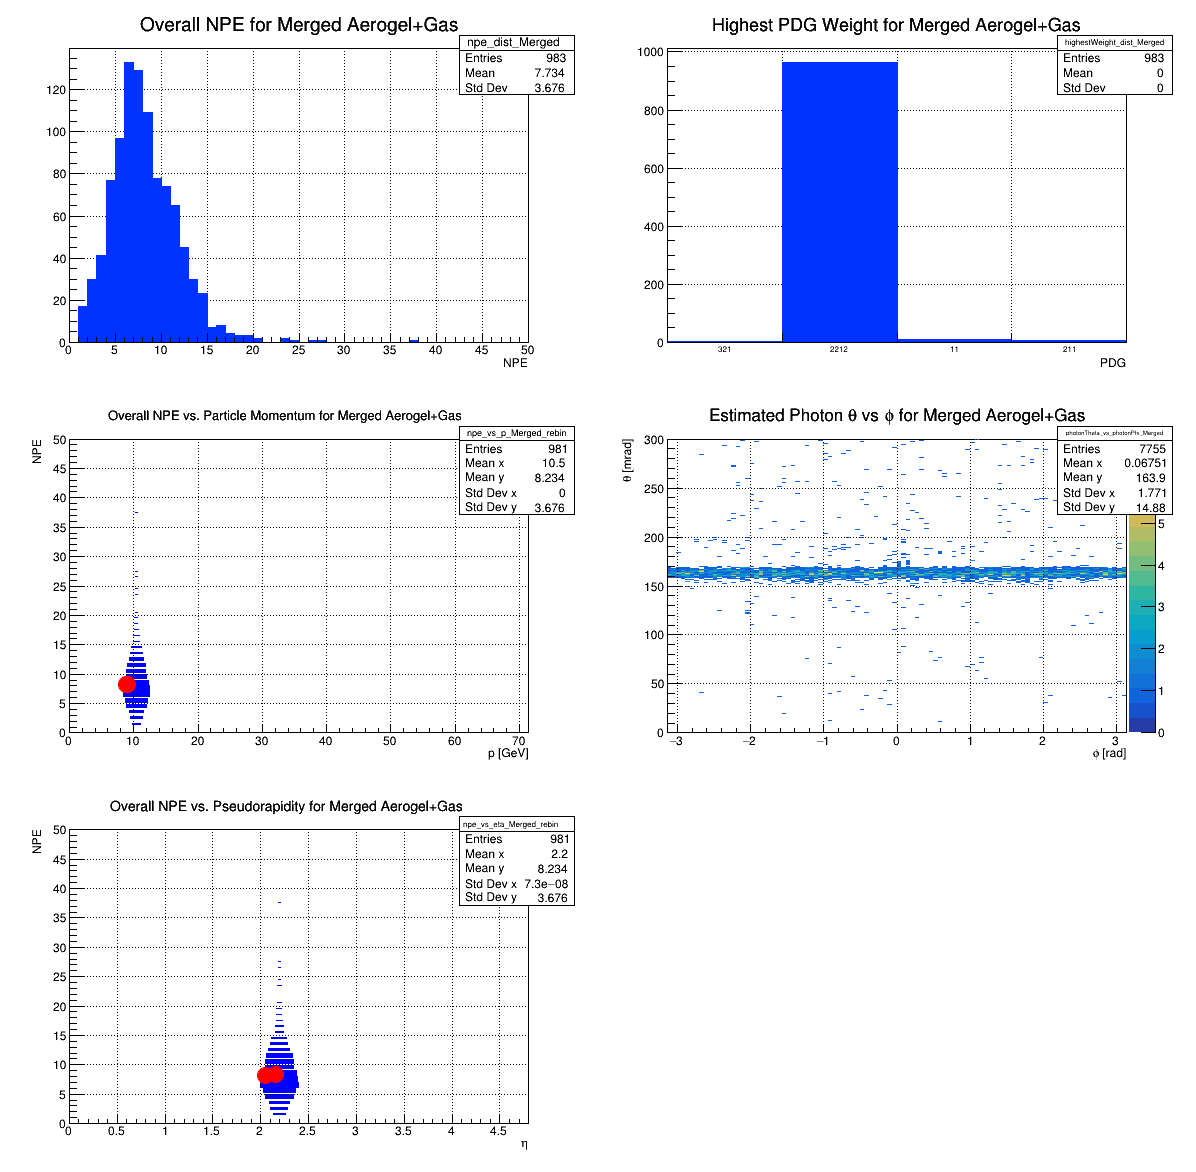 Overall NPE for Merged Aerogel+Gas
npe_dist_Merged
Entries 983
Mean 7.734
Std Dev 3.676
120
100
80
60
40
20
0
0 5 10 15 20 25 30 35 40 45 50
NPE
Highest PDG Weight for Merged Aerogel+Gas
highestWeight_dist_Merged
Entries 983
Mean 0
Std Dev 0
1000
800
600
400
200
0
321 2212 11 211
PDG
Overall NPE vs. Particle Momentum for Merged Aerogel+Gas
npe_vs_p_Merged_rebin
Entries 981
Mean x 10.5
Mean y 8.234
Std Dev x 0
Std Dev y 3.676
NPE
50
45
40
35
30
25
20
15
10
5
0
0 10 20 30 40 50 60 70
p [GeV]
Estimated Photon θ vs ϕ for Merged Aerogel+Gas
photonTheta_vs_photonPhi_Merged
Entries 7755
Mean x 0.06751
Mean y 163.9
Std Dev x 1.771
Std Dev y 14.88
θ [mrad]
300
250
200
150
100
50
0
−3 −2 −1 0 1 2 3
ϕ [rad]
5
4
3
2
1
0
Overall NPE vs. Pseudorapidity for Merged Aerogel+Gas
npe_vs_eta_Merged_rebin
Entries 981
Mean x 2.2
Mean y 8.234
Std Dev x 7.3e−08
Std Dev y 3.676
NPE
50
45
40
35
30
25
20
15
10
5
0
0 0.5 1 1.5 2 2.5 3 3.5 4 4.5
η